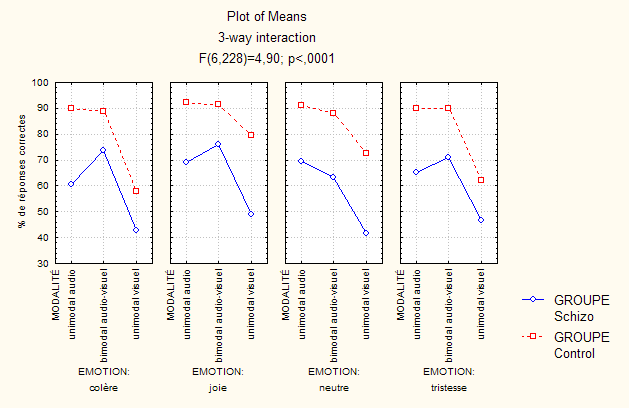 Plot of Means
3-way interaction
F(6,228)=4,90; p<,0001
% de réponses correctes
100
90
80
70
60
50
40
30
MODALITÉ
unimodal audio
bimodal audio-visuel
unimodal visuel
EMOTION:
colère
MODALITÉ
unimodal audio
bimodal audio-visuel
unimodal visuel
EMOTION:
joie
MODALITÉ
unimodal audio
bimodal audio-visuel
unimodal visuel
EMOTION:
neutre
MODALITÉ
unimodal audio
bimodal audio-visuel
unimodal visuel
EMOTION:
tristesse
GROUPE
Schizo
GROUPE
Control